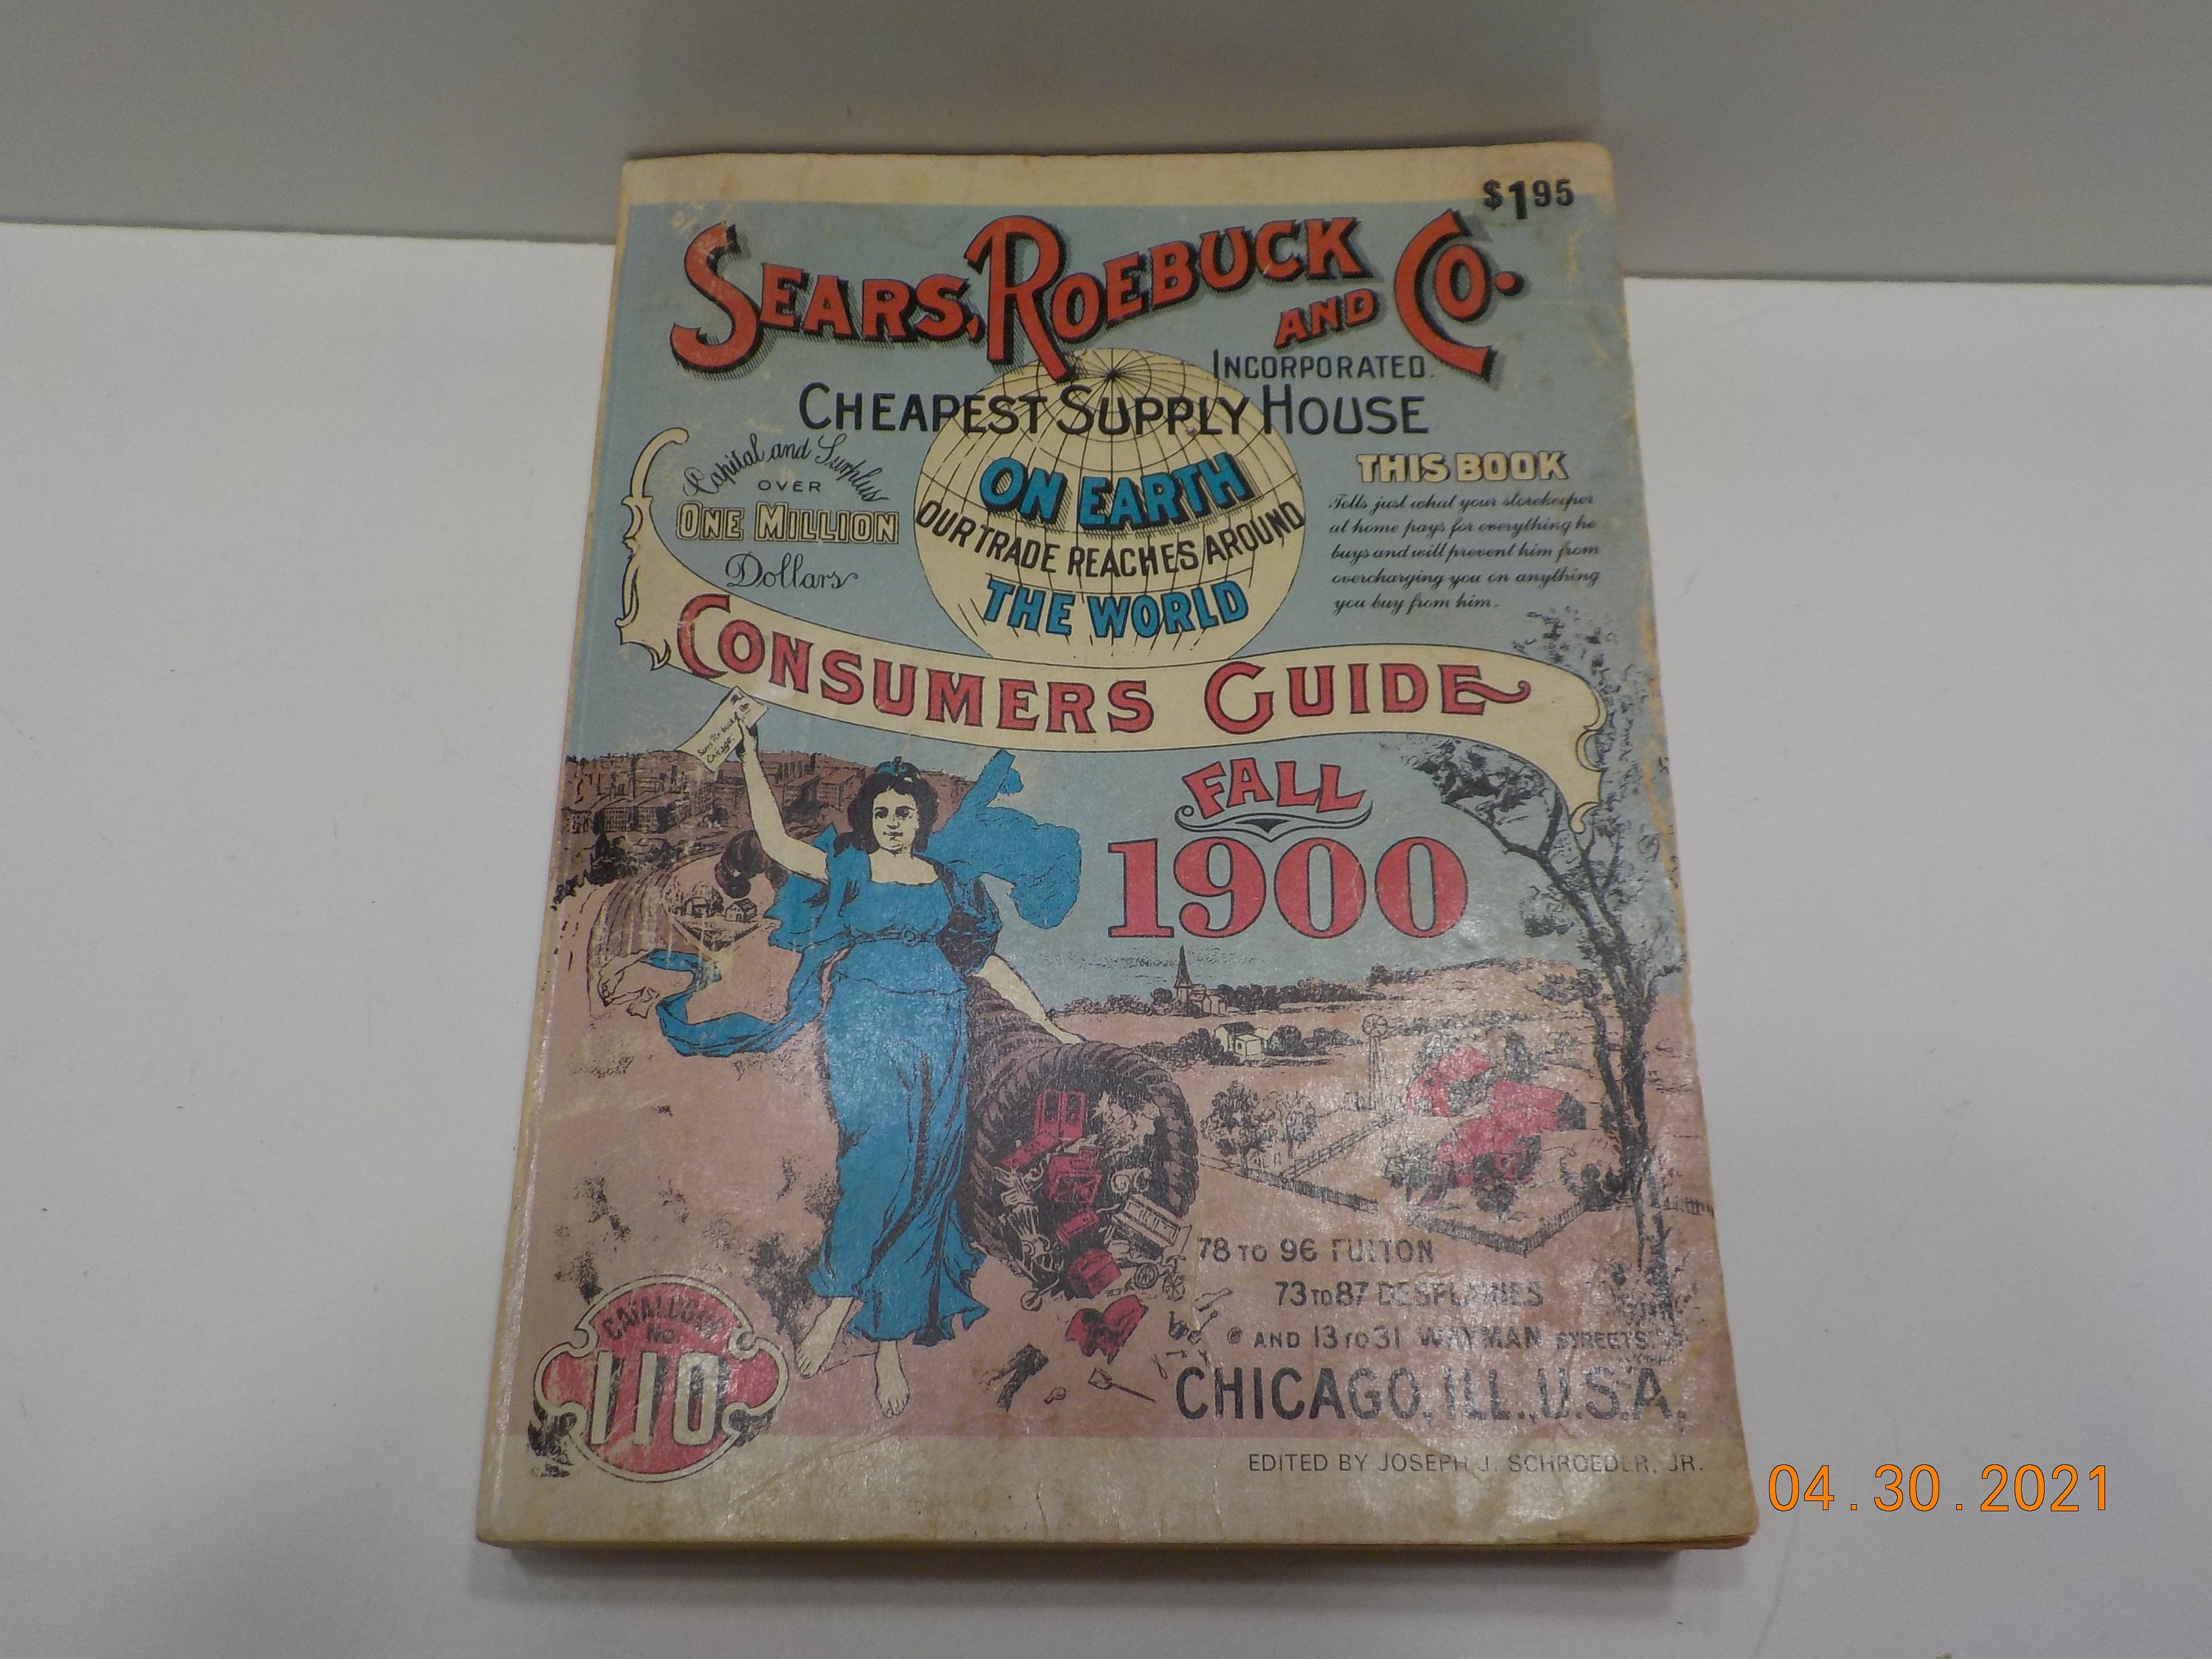 $1.95
SEARS, ROEBUCK AND CO.
INCORPORATED.
CHEAPEST SUPPLY HOUSE
ON EARTH
OUR TRADE REACHES AROUND
THE WORLD
Capital and Surplus
OVER
ONE MILLION
Dollars
THIS BOOK
Tells just what your storekeeper
at home pays for everything he
buys and will prevent him from
overcharging you on anything
you buy from him.
CONSUMERS GUIDE
Sears Roebuck & Co
Chicago.
FALL
1900
78 TO 96 FULTON
73 TO 87 DESPLAINES
AND 13 TO 31 WAYMAN STREETS.
CHICAGO, ILL., U.S.A.
CATALOGUE
No.
110
EDITED BY JOSEPH J. SCHROEDER, JR.
04.30.2021